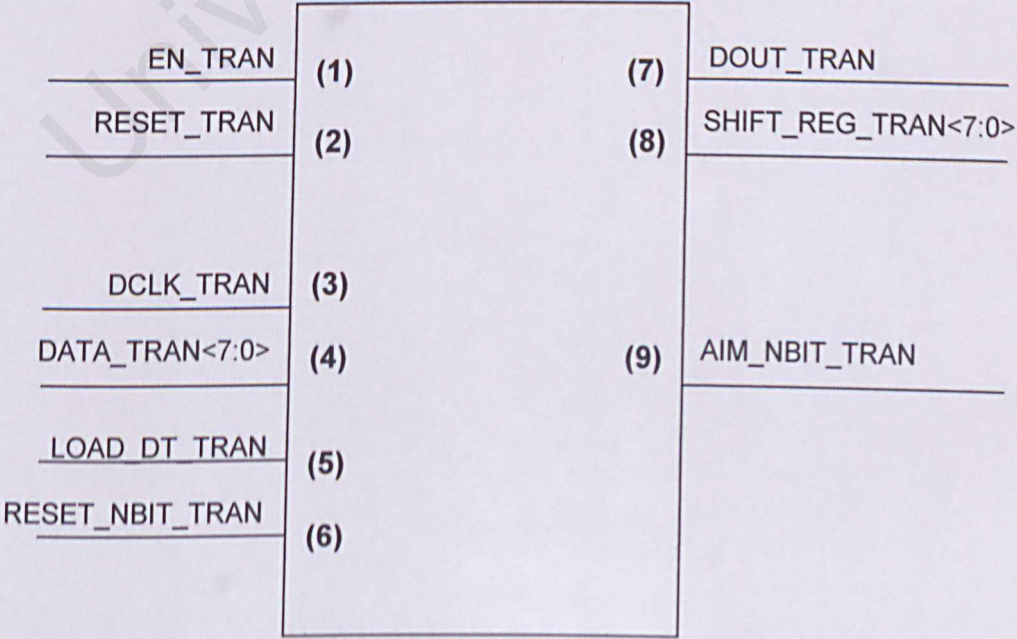 EN_TRAN (1) (7) DOUT_TRAN
RESET_TRAN (2) (8) SHIFT_REG_TRAN<7:0>
DCLK_TRAN (3)
DATA_TRAN<7:0> (4) (9) AIM_NBIT_TRAN
LOAD_DT_TRAN (5)
RESET_NBIT_TRAN (6)
Univ